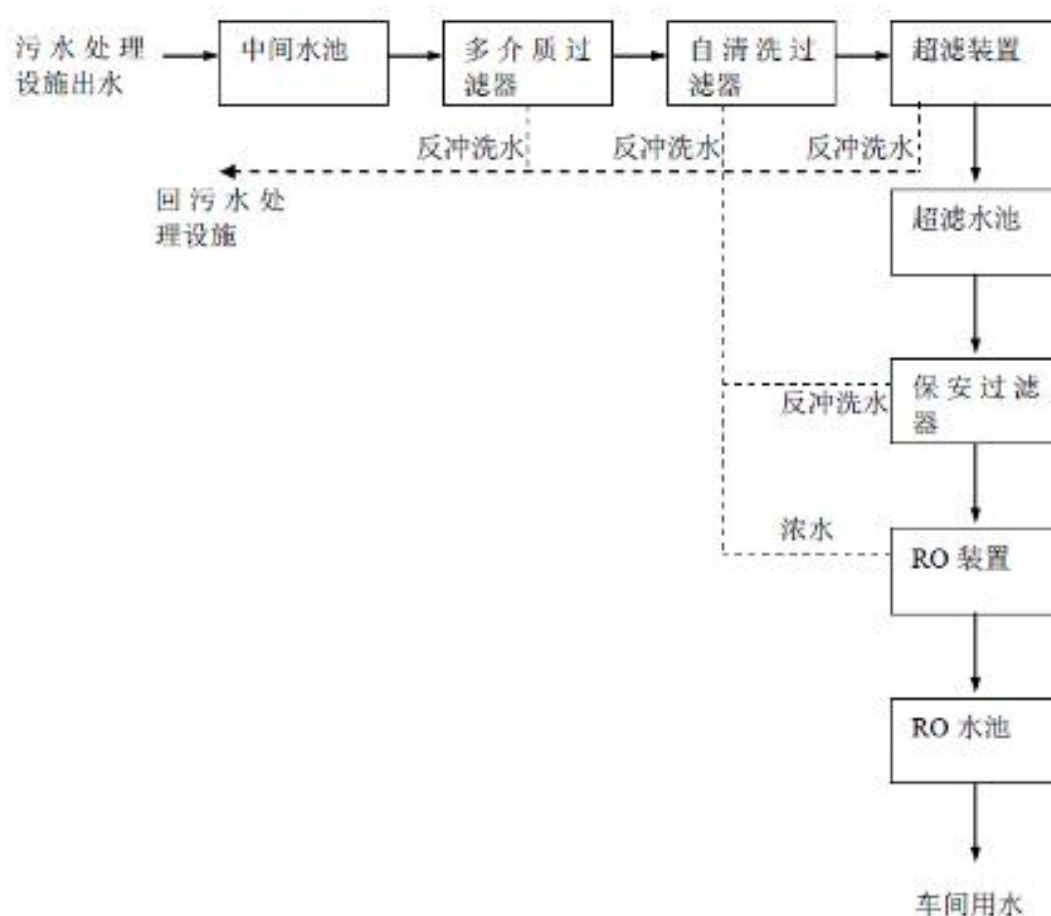 污水处理
设施出水
中间水池
多介质过
滤器
自清洗过
滤器
超滤装置
反冲洗水
反冲洗水
反冲洗水
回污水处
理设施
超滤水池
保安过滤
器
反冲洗水
浓水
RO 装置
RO 水池
车间用水